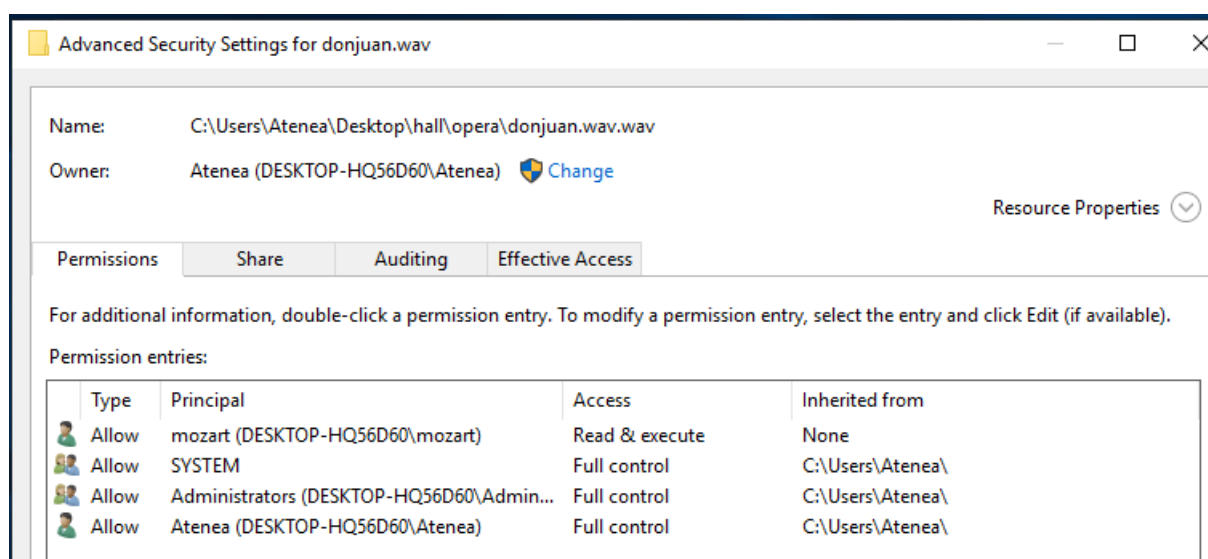 Advanced Security Settings for donjuan.wav
Name: C:\Users\Atenea\Desktop\hall\opera\donjuan.wav.wav
Owner: Atenea (DESKTOP-HQ56D60\Atenea) Change
Resource Properties
Permissions Share Auditing Effective Access
For additional information, double-click a permission entry. To modify a permission entry, select the entry and click Edit (if available).
Permission entries:
Type Principal Access Inherited from
Allow mozart (DESKTOP-HQ56D60\mozart) Read & execute None
Allow SYSTEM Full control C:\Users\Atenea\
Allow Administrators (DESKTOP-HQ56D60\Admin... Full control C:\Users\Atenea\
Allow Atenea (DESKTOP-HQ56D60\Atenea) Full control C:\Users\Atenea\